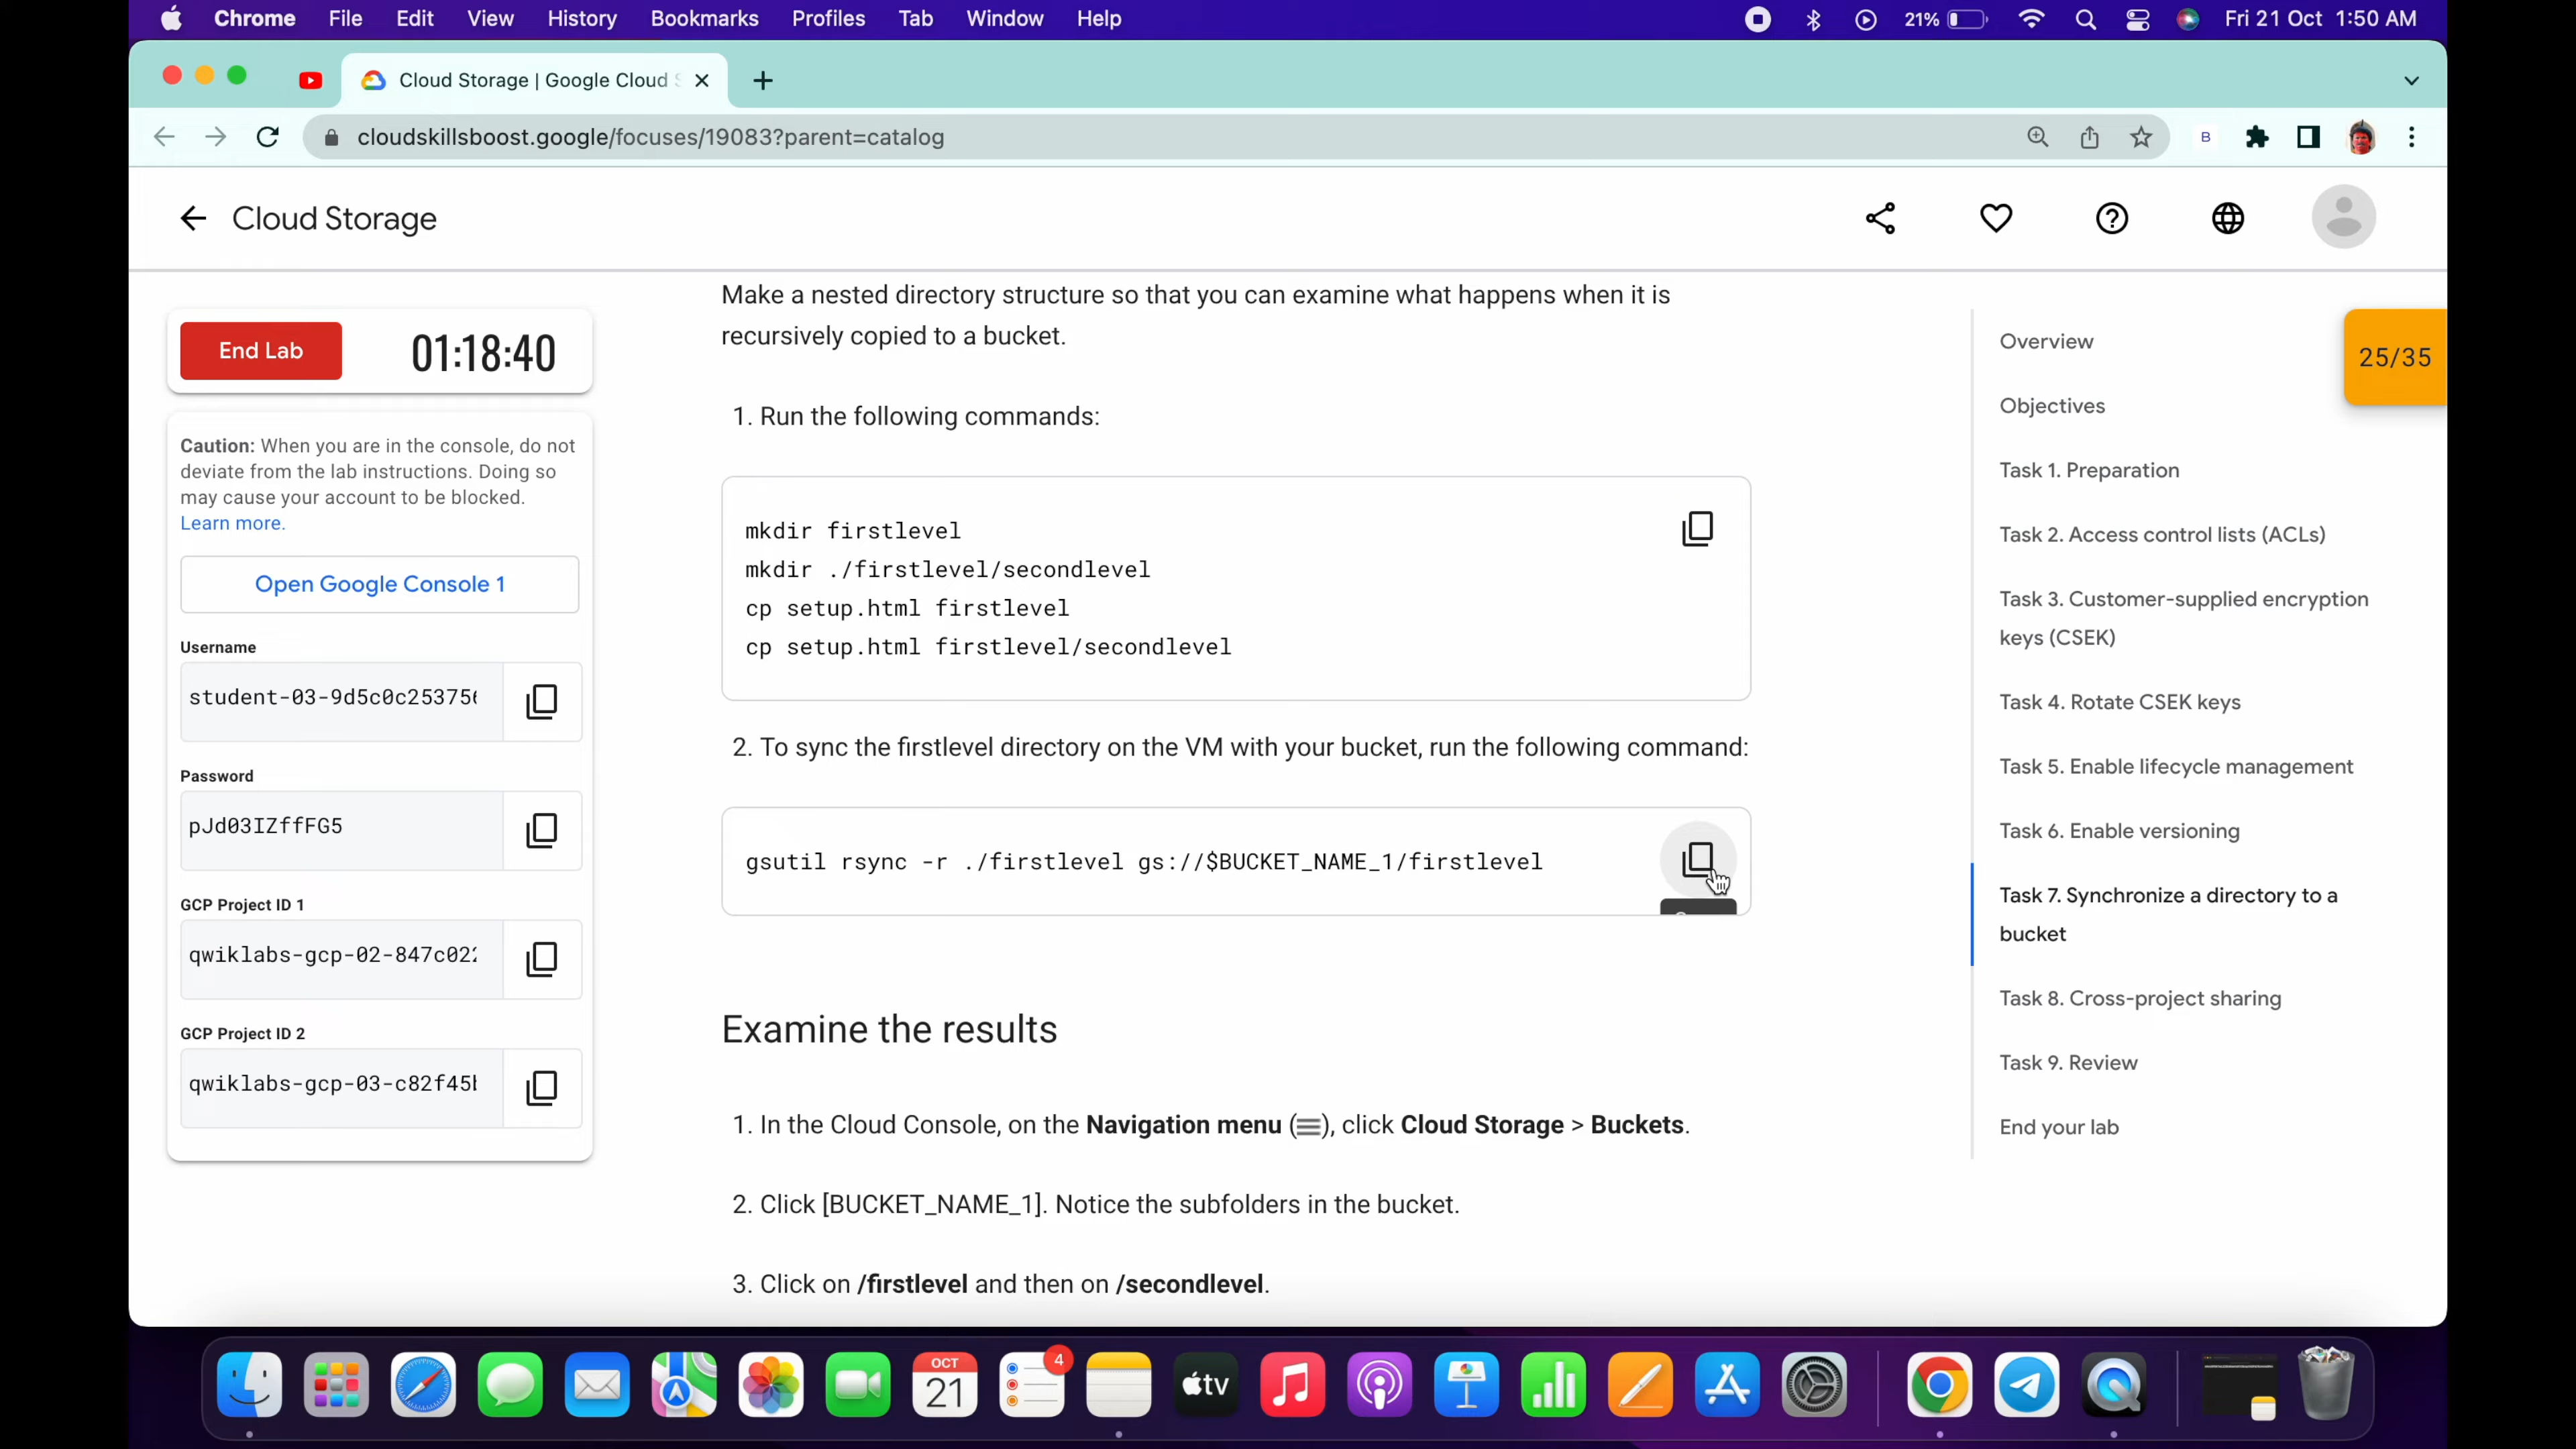 Chrome File Edit View History Bookmarks Profiles Tab Window Help
21% Fri 21 Oct 1:50 AM
Cloud Storage | Google Cloud
cloudskillsboost.google/focuses/19083?parent=catalog
B
Cloud Storage
End Lab
01:18:40
Caution: When you are in the console, do not
deviate from the lab instructions. Doing so
may cause your account to be blocked.
Learn more.
Open Google Console 1
Username
student-03-9d5c0c25375
Password
pJd03IZffFG5
GCP Project ID 1
qwiklabs-gcp-02-847c02
GCP Project ID 2
qwiklabs-gcp-03-c82f45
Make a nested directory structure so that you can examine what happens when it is
recursively copied to a bucket.
1. Run the following commands:
mkdir firstlevel
mkdir ./firstlevel/secondlevel
cp setup.html firstlevel
cp setup.html firstlevel/secondlevel
2. To sync the firstlevel directory on the VM with your bucket, run the following command:
gsutil rsync -r ./firstlevel gs://$BUCKET_NAME_1/firstlevel
Examine the results
1. In the Cloud Console, on the Navigation menu (≡), click Cloud Storage > Buckets.
2. Click [BUCKET_NAME_1]. Notice the subfolders in the bucket.
3. Click on /firstlevel and then on /secondlevel.
Overview
25/35
Objectives
Task 1. Preparation
Task 2. Access control lists (ACLs)
Task 3. Customer-supplied encryption
keys (CSEK)
Task 4. Rotate CSEK keys
Task 5. Enable lifecycle management
Task 6. Enable versioning
Task 7. Synchronize a directory to a
bucket
Task 8. Cross-project sharing
Task 9. Review
End your lab
OCT
21
4
tv